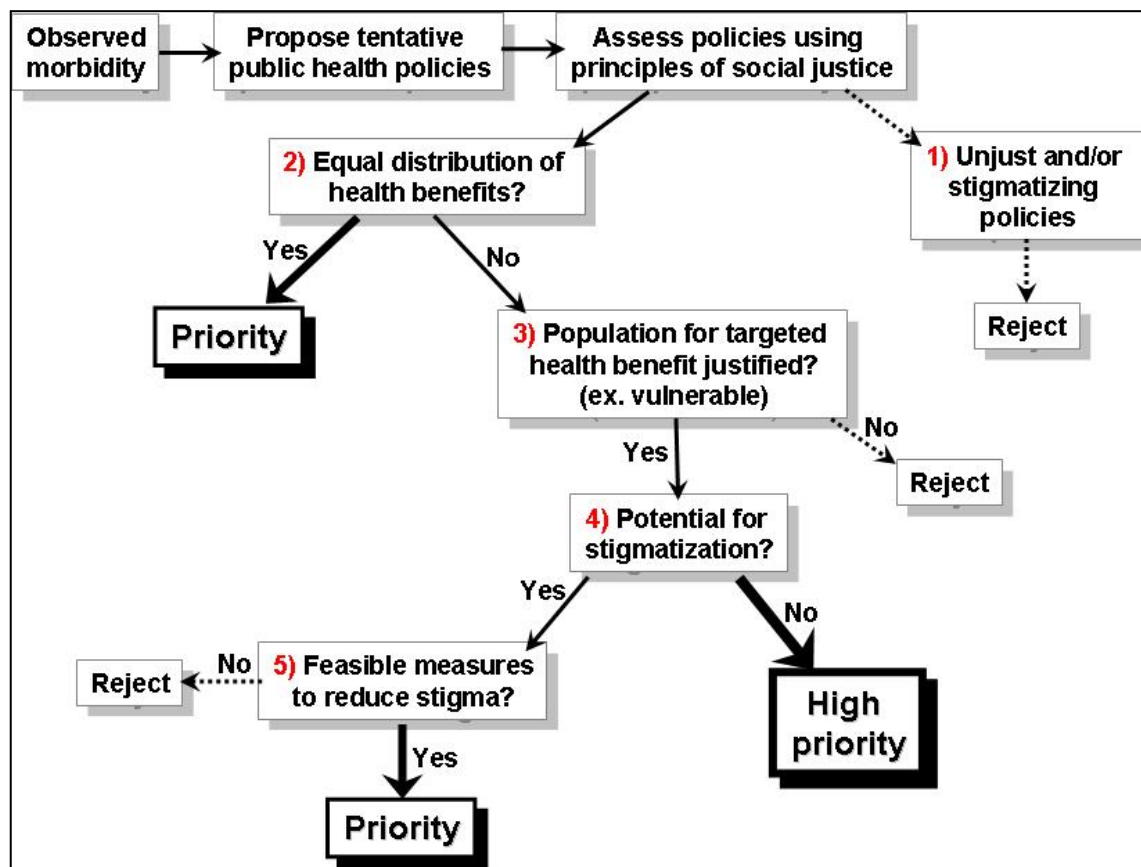 Observed
morbidity
Propose tentative
public health policies
Assess policies using
principles of social justice
1) Unjust and/or
stigmatizing
policies
Reject
2) Equal distribution of
health benefits?
Yes
No
Priority
3) Population for targeted
health benefit justified?
(ex. vulnerable)
No
Reject
Yes
4) Potential for
stigmatization?
Yes
No
High
priority
5) Feasible measures
to reduce stigma?
No
Reject
Yes
Priority